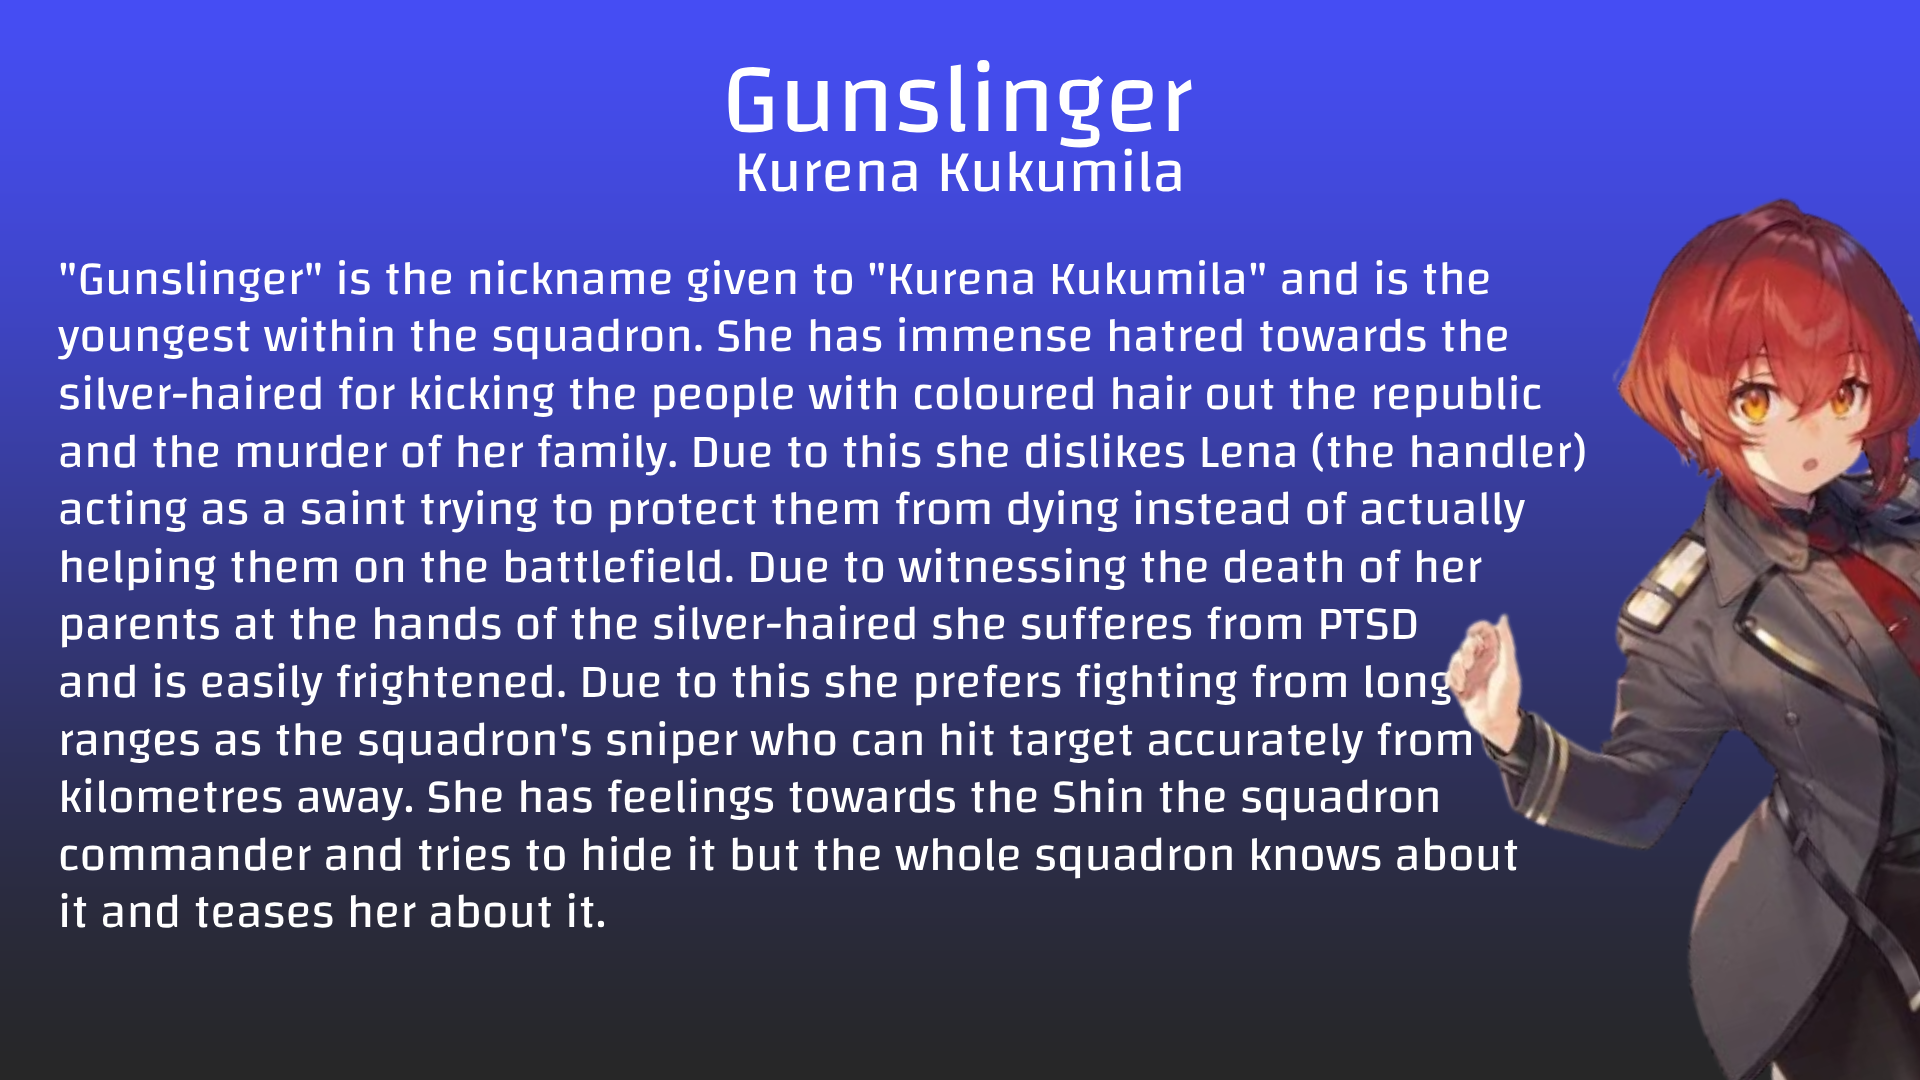 Gunslinger
Kurena Kukumila
"Gunslinger" is the nickname given to "Kurena Kukumila" and is the
youngest within the squadron. She has immense hatred towards the
silver-haired for kicking the people with coloured hair out the republic
and the murder of her family. Due to this she dislikes Lena (the handler)
acting as a saint trying to protect them from dying instead of actually
helping them on the battlefield. Due to witnessing the death of her
parents at the hands of the silver-haired she sufferes from PTSD
and is easily frightened. Due to this she prefers fighting from long
ranges as the squadron's sniper who can hit target accurately from
kilometres away. She has feelings towards the Shin the squadron
commander and tries to hide it but the whole squadron knows about
it and teases her about it.